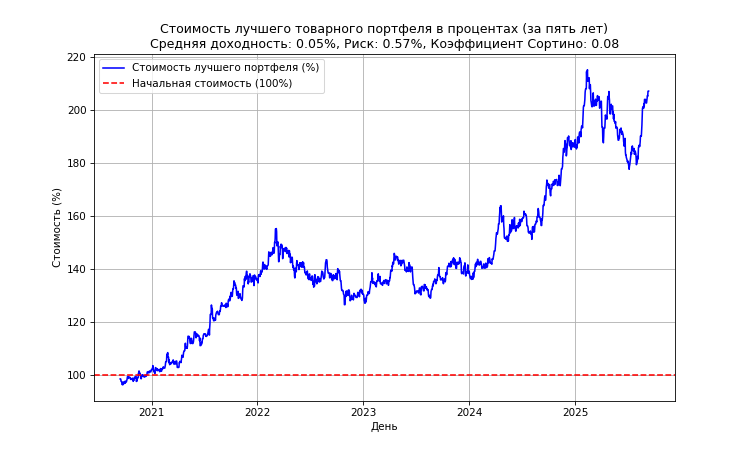 Стоимость лучшего товарного портфеля в процентах (за пять лет)
Средняя доходность: 0.05%, Риск: 0.57%, Коэффициент Сортино: 0.08
Стоимость лучшего портфеля (%)
Начальная стоимость (100%)
Стоимость (%)
220
200
180
160
140
120
100
2021 2022 2023 2024 2025
День